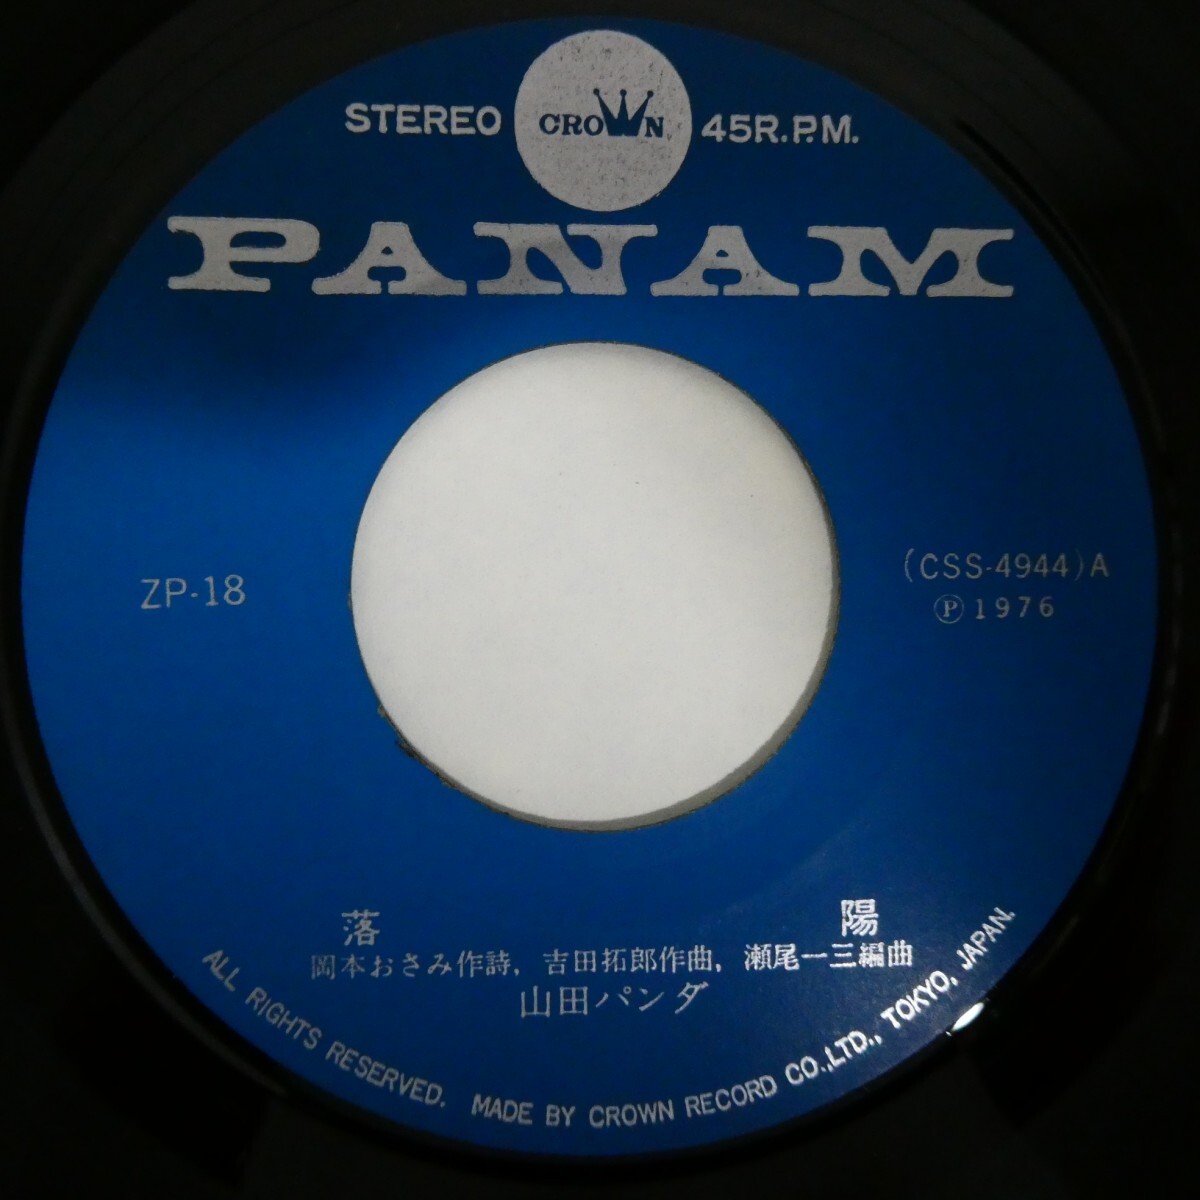 STEREO CROWN 45R.P.M.
PANAM
ZP-18
(CSS-4944)A
Ⓟ1976
落陽
岡本おさみ作詩, 吉田拓郎作曲, 瀬尾一三編曲
山田パンダ
ALL RIGHTS RESERVED. MADE BY CROWN RECORD CO.,LTD., TOKYO, JAPAN.